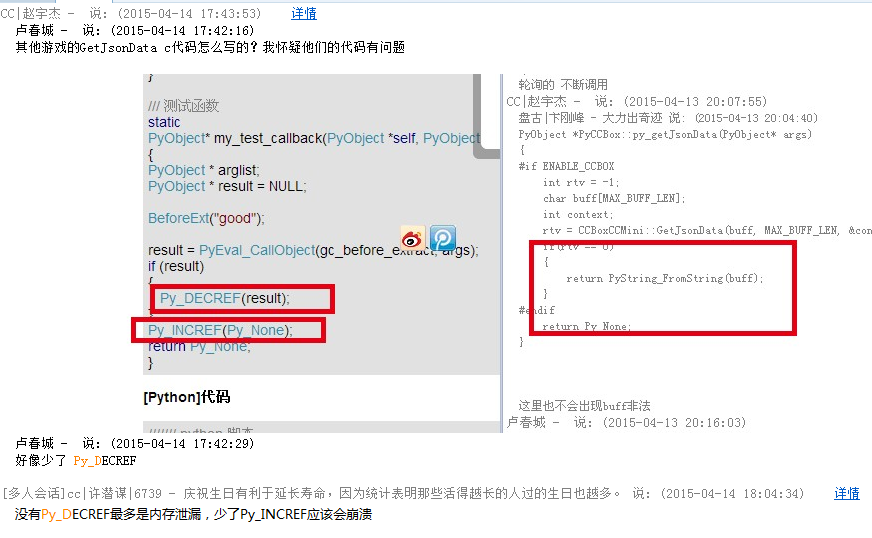 CC|赵宇杰 - 说: (2015-04-14 17:43:53) 详情
卢春城 - 说: (2015-04-14 17:42:16)
其他游戏的GetJsonData c代码怎么写的？我怀疑他们的代码有问题
}
/// 测试函数
static
PyObject* my_test_callback(PyObject *self, PyObject
{
PyObject * arglist;
PyObject * result = NULL;
BeforeExt("good");
result = PyEval_CallObject(gc_before_extract, args);
if (result)
{
Py_DECREF(result);
}
Py_INCREF(Py_None);
return Py_None;
}
[Python]代码
轮询的 不断调用
CC|赵宇杰 - 说: (2015-04-13 20:07:55)
盘古|卞刚峰 - 大力出奇迹 说: (2015-04-13 20:04:40)
PyObject *PyCCBox::py_getJsonData(PyObject* args)
{
#if ENABLE_CCBOX
int rtv = -1;
char buff[MAX_BUFF_LEN];
int context;
rtv = CCBoxCCMini::GetJsonData(buff, MAX_BUFF_LEN, &con
if(rtv == 0)
{
return PyString_FromString(buff);
}
#endif
return Py_None;
}
这里也不会出现buff非法
卢春城 - 说: (2015-04-13 20:16:03)
卢春城 - 说: (2015-04-14 17:42:29)
好像少了 Py_DECREF
[多人会话]cc|许潜谋|6739 - 庆祝生日有利于延长寿命，因为统计表明那些活得越长的人过的生日也越多。 说: (2015-04-14 18:04:34) 详情
没有Py_DECREF最多是内存泄漏，少了Py_INCREF应该会崩溃